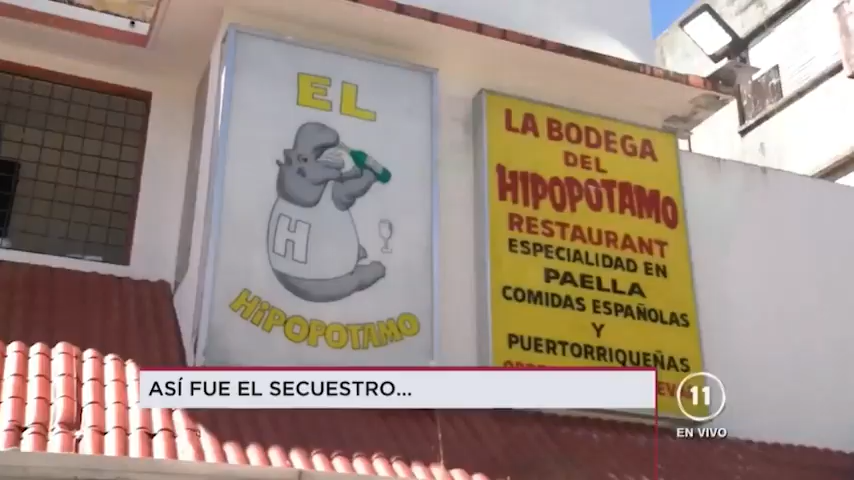 EL
H
HIPOPOTAMO
LA BODEGA
DEL
HIPOPOTAMO
RESTAURANT
ESPECIALIDAD EN
PAELLA
COMIDAS ESPAÑOLAS
Y
PUERTORRIQUEÑAS
ASÍ FUE EL SECUESTRO...
11
EN VIVO